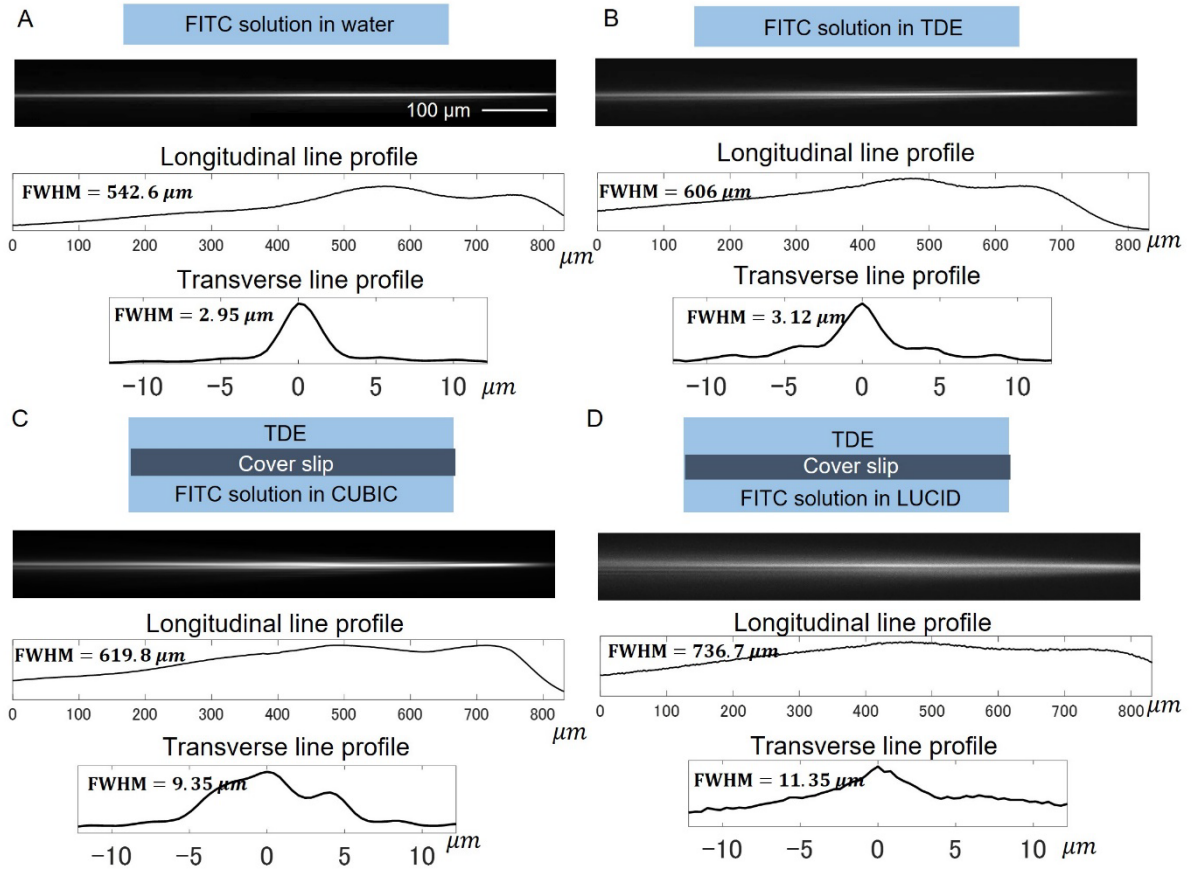 A
FITC solution in water
100 μm
Longitudinal line profile
FWHM = 542.6 μm
0 100 200 300 400 500 600 700 800
μm
Transverse line profile
FWHM = 2.95 μm
−10 −5 0 5 10
μm
B
FITC solution in TDE
Longitudinal line profile
FWHM = 606 μm
0 100 200 300 400 500 600 700 800
μm
Transverse line profile
FWHM = 3.12 μm
−10 −5 0 5 10
μm
C
TDE
Cover slip
FITC solution in CUBIC
Longitudinal line profile
FWHM = 619.8 μm
0 100 200 300 400 500 600 700 800
μm
Transverse line profile
FWHM = 9.35 μm
−10 −5 0 5 10
μm
D
TDE
Cover slip
FITC solution in LUCID
Longitudinal line profile
FWHM = 736.7 μm
0 100 200 300 400 500 600 700 800
μm
Transverse line profile
FWHM = 11.35 μm
−10 −5 0 5 10
μm